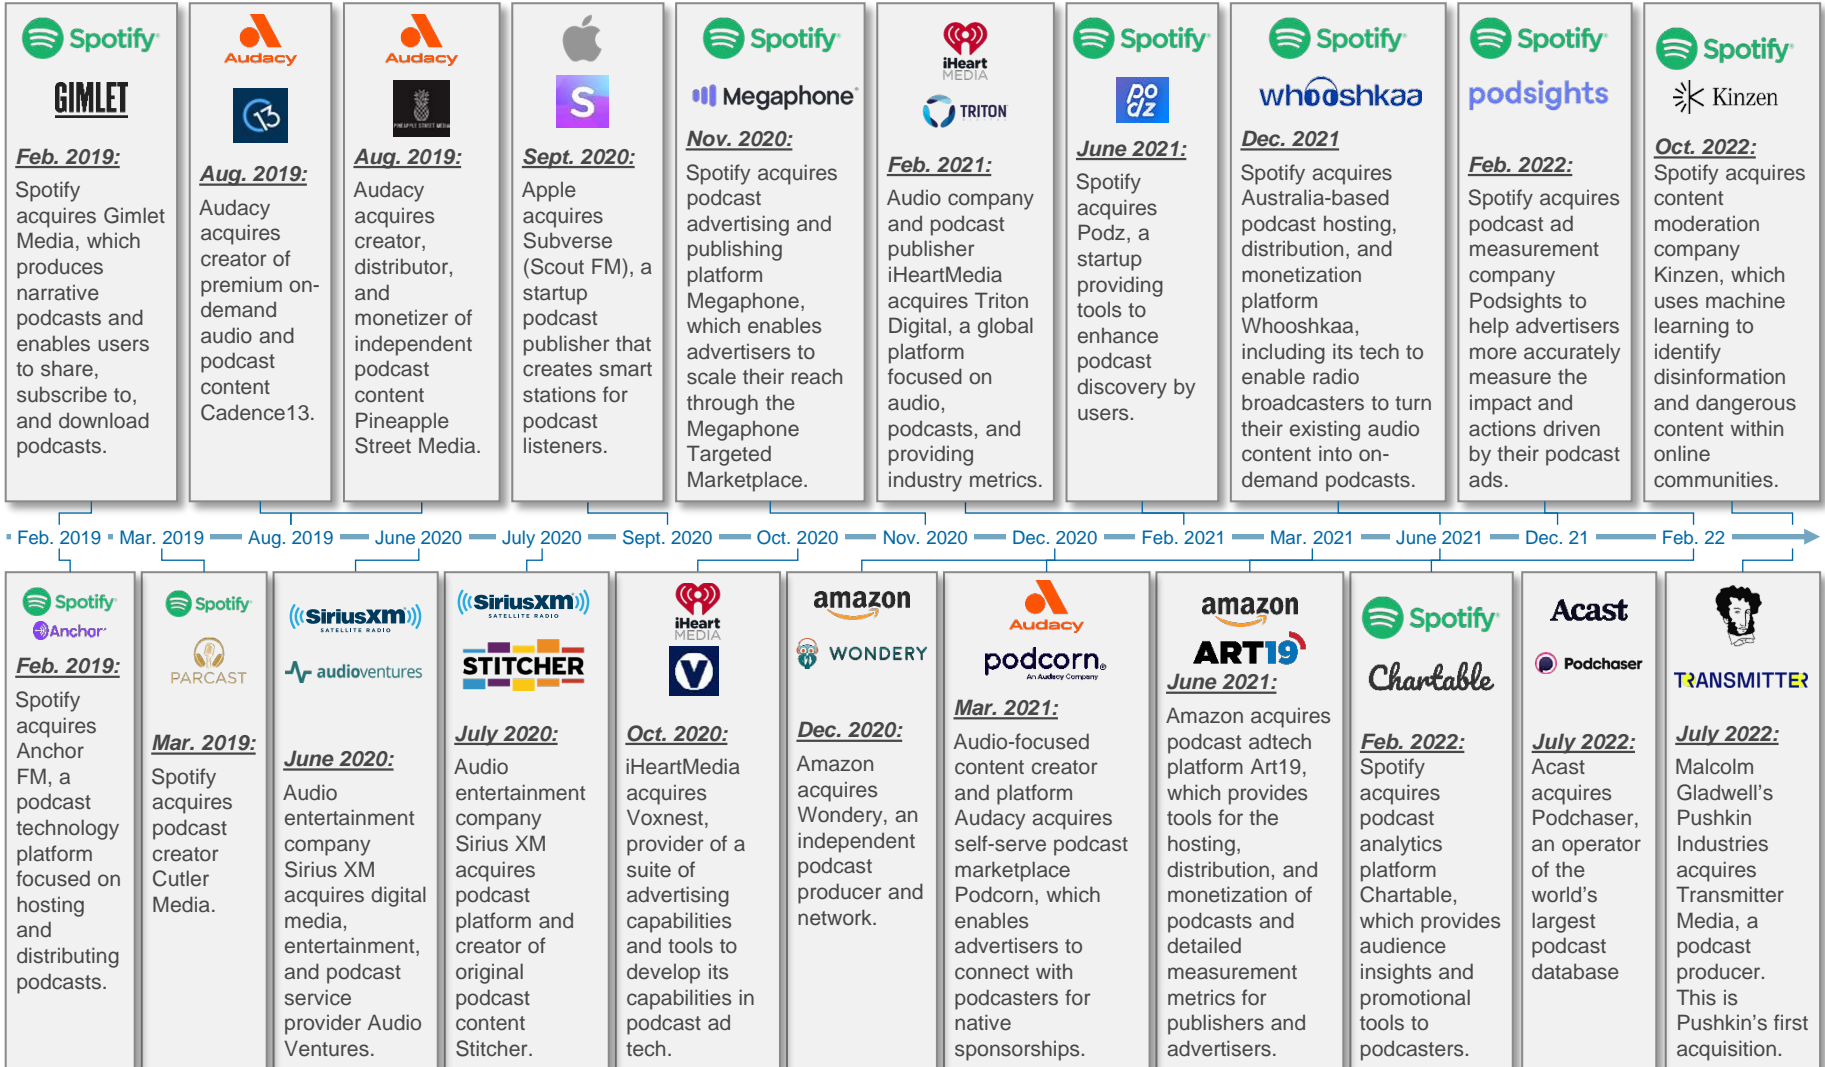 Spotify
GIMLET
Feb. 2019:
Spotify
acquires Gimlet
Media, which
produces
narrative
podcasts and
enables users
to share,
subscribe to,
and download
podcasts.
Audacy
C13
Aug. 2019:
Audacy
acquires
creator of
premium on-
demand
audio and
podcast
content
Cadence13.
Audacy
PINEAPPLE STREET MEDIA
Aug. 2019:
Audacy
acquires
creator,
distributor,
and
monetizer of
independent
podcast
content
Pineapple
Street Media.
S
Sept. 2020:
Apple
acquires
Subverse
(Scout FM), a
startup
podcast
publisher that
creates smart
stations for
podcast
listeners.
Spotify
Megaphone
Nov. 2020:
Spotify acquires
podcast
advertising and
publishing
platform
Megaphone,
which enables
advertisers to
scale their reach
through the
Megaphone
Targeted
Marketplace.
iHeart
MEDIA
TRITON
Feb. 2021:
Audio company
and podcast
publisher
iHeartMedia
acquires Triton
Digital, a global
platform
focused on
audio,
podcasts, and
providing
industry metrics.
Spotify
po
dz
June 2021:
Spotify
acquires
Podz, a
startup
providing
tools to
enhance
podcast
discovery by
users.
Spotify
whooshkaa
Dec. 2021
Spotify acquires
Australia-based
podcast hosting,
distribution, and
monetization
platform
Whooshkaa,
including its tech to
enable radio
broadcasters to turn
their existing audio
content into on-
demand podcasts.
Spotify
podsights
Feb. 2022:
Spotify acquires
podcast ad
measurement
company
Podsights to
help advertisers
more accurately
measure the
impact and
actions driven
by their podcast
ads.
Spotify
Kinzen
Oct. 2022:
Spotify acquires
content
moderation
company
Kinzen, which
uses machine
learning to
identify
disinformation
and dangerous
content within
online
communities.
Feb. 2019 Mar. 2019 Aug. 2019 June 2020 July 2020 Sept. 2020 Oct. 2020 Nov. 2020 Dec. 2020 Feb. 2021 Mar. 2021 June 2021 Dec. 21 Feb. 22
Spotify
Anchor
Feb. 2019:
Spotify
acquires
Anchor
FM, a
podcast
technology
platform
focused on
hosting
and
distributing
podcasts.
Spotify
PARCAST
Mar. 2019:
Spotify
acquires
podcast
creator
Cutler
Media.
SiriusXM
SATELLITE RADIO
audioventures
June 2020:
Audio
entertainment
company
Sirius XM
acquires digital
media,
entertainment,
and podcast
service
provider Audio
Ventures.
SiriusXM
SATELLITE RADIO
STITCHER
July 2020:
Audio
entertainment
company
Sirius XM
acquires
podcast
platform and
creator of
original
podcast
content
Stitcher.
iHeart
MEDIA
V
Oct. 2020:
iHeartMedia
acquires
Voxnest,
provider of a
suite of
advertising
capabilities
and tools to
develop its
capabilities in
podcast ad
tech.
amazon
WONDERY
Dec. 2020:
Amazon
acquires
Wondery, an
independent
podcast
producer and
network.
Audacy
podcorn
An Audacy Company
Mar. 2021:
Audio-focused
content creator
and platform
Audacy acquires
self-serve podcast
marketplace
Podcorn, which
enables
advertisers to
connect with
podcasters for
native
sponsorships.
amazon
ART19
June 2021:
Amazon acquires
podcast adtech
platform Art19,
which provides
tools for the
hosting,
distribution, and
monetization of
podcasts and
detailed
measurement
metrics for
publishers and
advertisers.
Spotify
Chartable
Feb. 2022:
Spotify
acquires
podcast
analytics
platform
Chartable,
which provides
audience
insights and
promotional
tools to
podcasters.
Acast
Podchaser
July 2022:
Acast
acquires
Podchaser,
an operator
of the
world's
largest
podcast
database
TRANSMITTER
July 2022:
Malcolm
Gladwell's
Pushkin
Industries
acquires
Transmitter
Media, a
podcast
producer.
This is
Pushkin's first
acquisition.